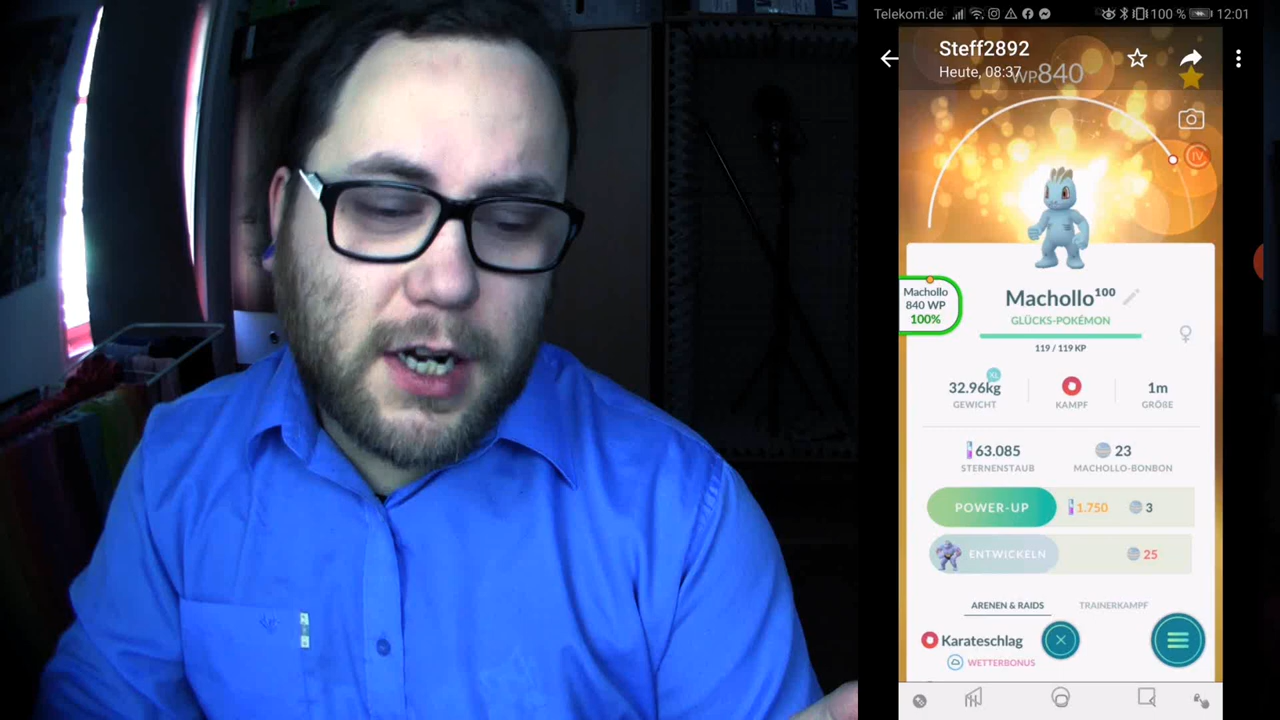 Telekom.de 100 % 12:01
Steff2892
Heute, 08:37
WP840
IV
Machollo
840 WP
100%
Machollo¹⁰⁰
GLÜCKS-POKÉMON
119 / 119 KP
XL
32.96kg
GEWICHT
KAMPF
1m
GRÖßE
63.085
STERNENSTAUB
23
MACHOLLO-BONBON
POWER-UP 1.750 3
ENTWICKELN 25
ARENEN & RAIDS TRAINERKAMPF
Karateschlag
WETTERBONUS